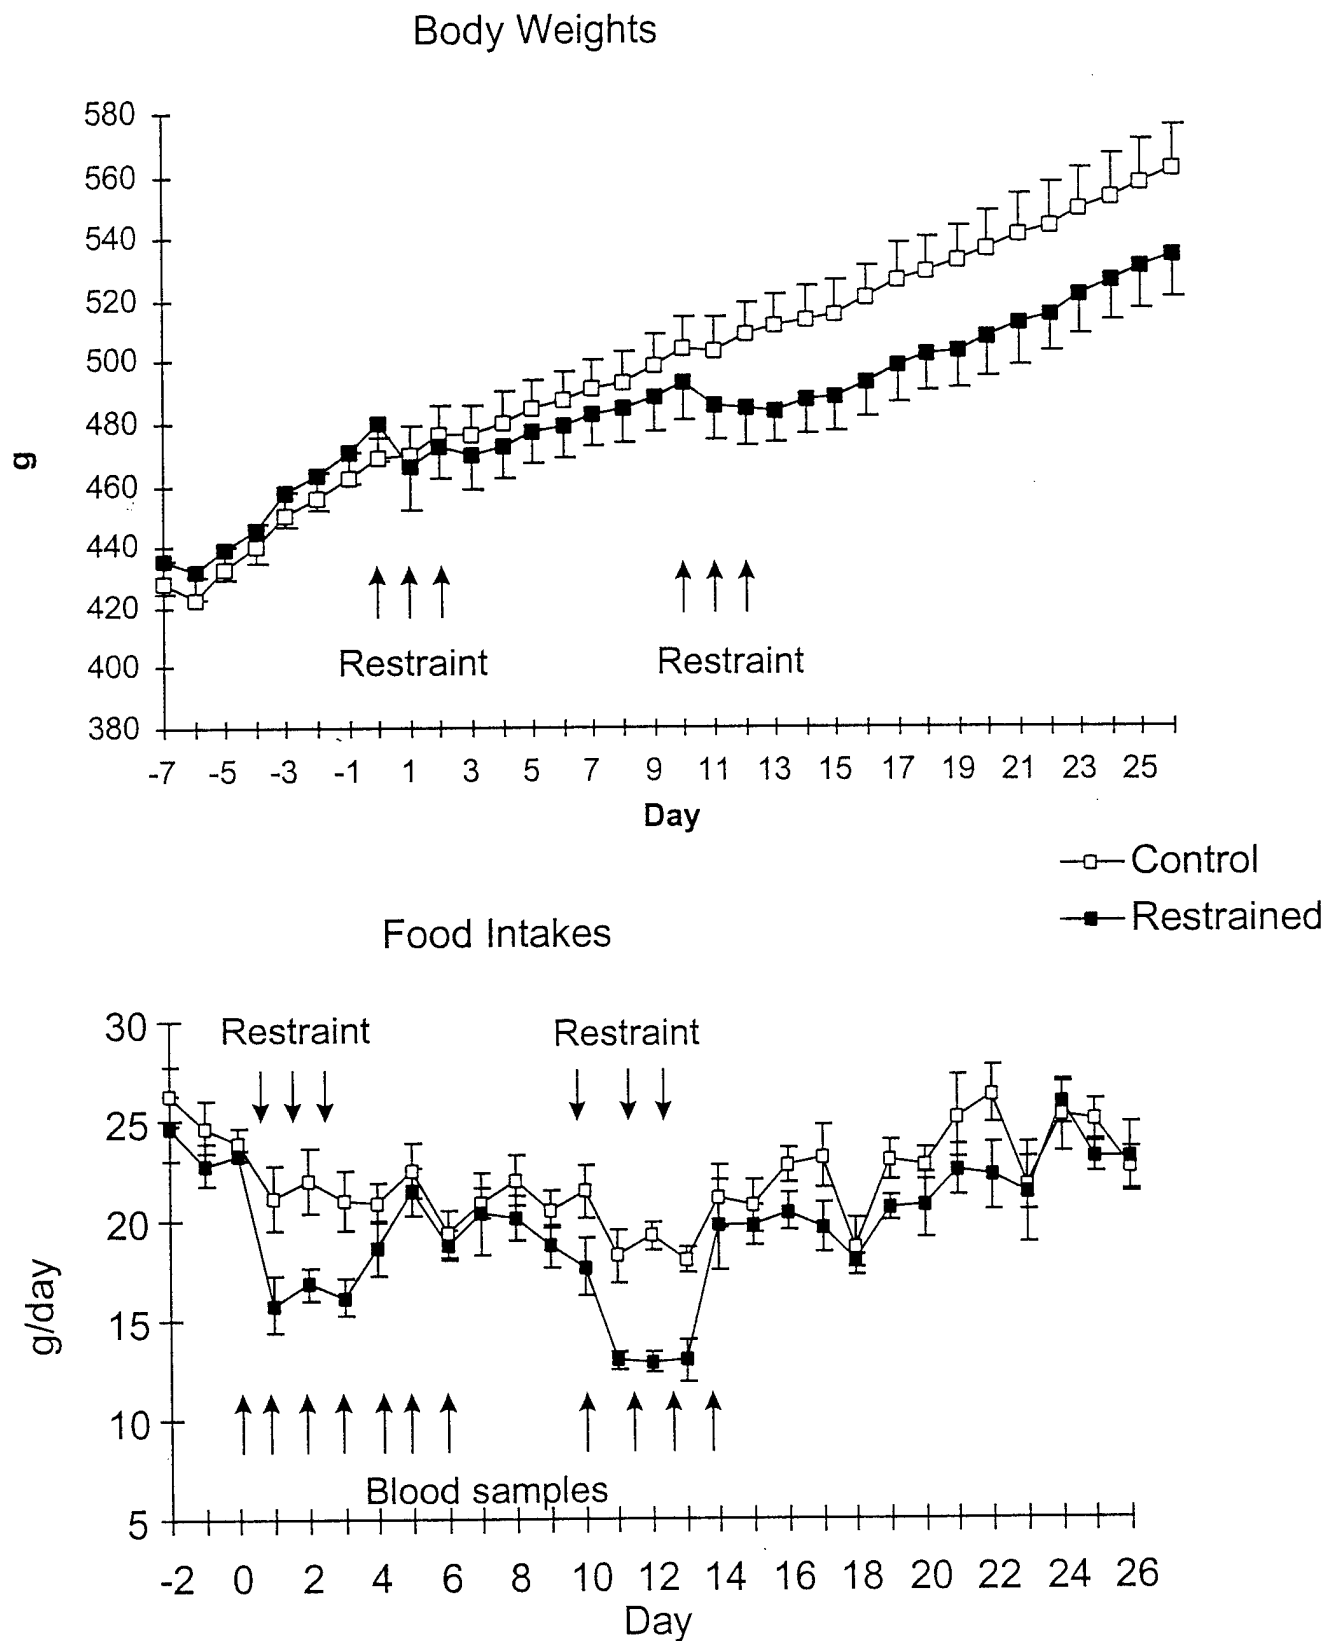 Body Weights
580
560
540
520
500
480
460
440
420
400
380
g
Restraint Restraint
-7 -5 -3 -1 1 3 5 7 9 11 13 15 17 19 21 23 25
Day
Control
Restrained
Food Intakes
30
25
20
15
10
5
g/day
Restraint Restraint
Blood samples
-2 0 2 4 6 8 10 12 14 16 18 20 22 24 26
Day